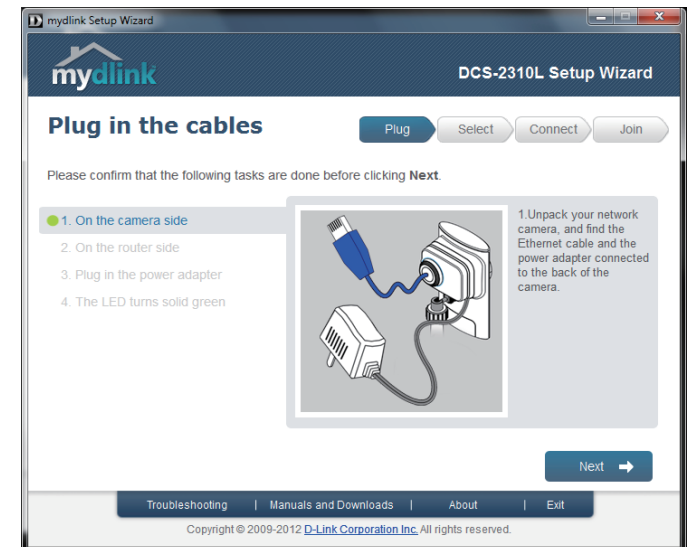 mydlink Setup Wizard
mydlink
DCS-2310L Setup Wizard
Plug in the cables
Plug
Select
Connect
Join
Please confirm that the following tasks are done before clicking Next.
1. On the camera side
2. On the router side
3. Plug in the power adapter
4. The LED turns solid green
1.Unpack your network
camera, and find the
Ethernet cable and the
power adapter connected
to the back of the
camera.
Next
Troubleshooting | Manuals and Downloads | About | Exit
Copyright © 2009-2012 D-Link Corporation Inc. All rights reserved.